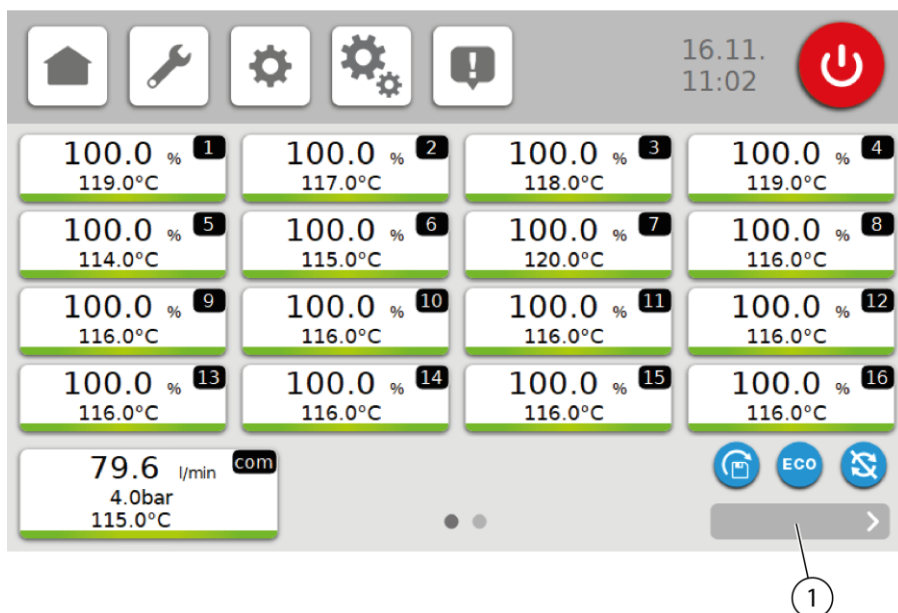 16.11.
11:02
100.0 % 1
119.0°C
100.0 % 2
117.0°C
100.0 % 3
118.0°C
100.0 % 4
119.0°C
100.0 % 5
114.0°C
100.0 % 6
115.0°C
100.0 % 7
120.0°C
100.0 % 8
116.0°C
100.0 % 9
116.0°C
100.0 % 10
116.0°C
100.0 % 11
116.0°C
100.0 % 12
116.0°C
100.0 % 13
116.0°C
100.0 % 14
116.0°C
100.0 % 15
116.0°C
100.0 % 16
116.0°C
79.6 l/min com
4.0bar
115.0°C
ECO
1